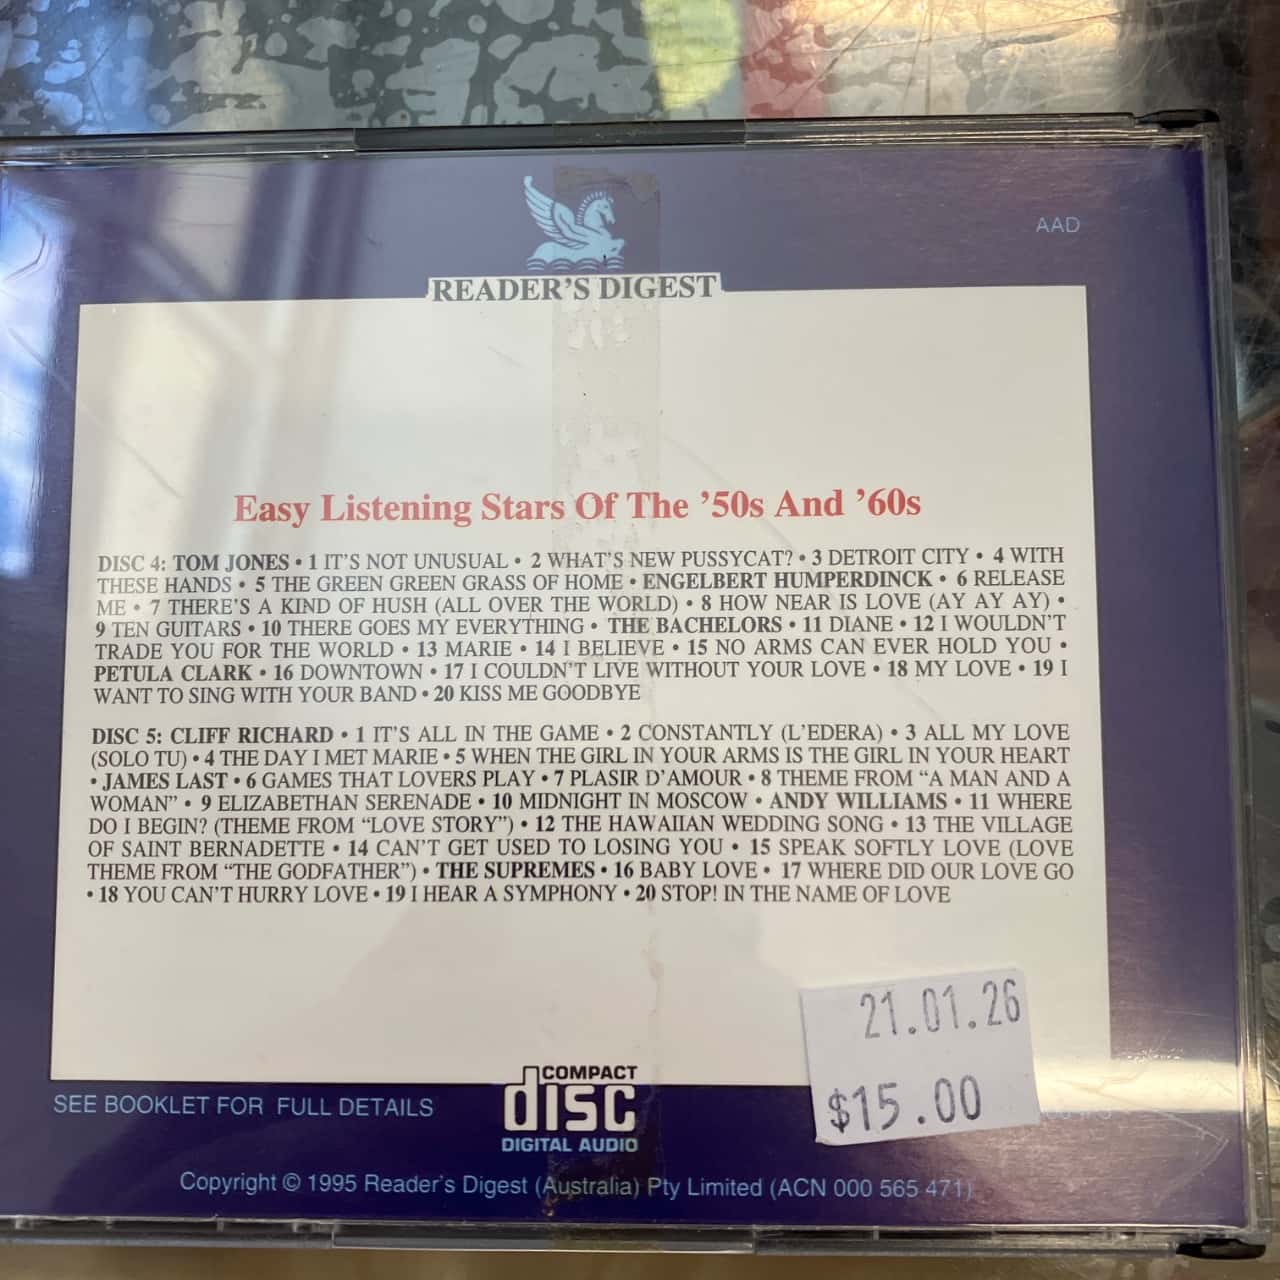 AAD
READER'S DIGEST
Easy Listening Stars Of The '50s And '60s
DISC 4: TOM JONES • 1 IT'S NOT UNUSUAL • 2 WHAT'S NEW PUSSYCAT? • 3 DETROIT CITY • 4 WITH
THESE HANDS • 5 THE GREEN GREEN GRASS OF HOME • ENGELBERT HUMPERDINCK • 6 RELEASE
ME • 7 THERE'S A KIND OF HUSH (ALL OVER THE WORLD) • 8 HOW NEAR IS LOVE (AY AY AY) •
9 TEN GUITARS • 10 THERE GOES MY EVERYTHING • THE BACHELORS • 11 DIANE • 12 I WOULDN'T
TRADE YOU FOR THE WORLD • 13 MARIE • 14 I BELIEVE • 15 NO ARMS CAN EVER HOLD YOU •
PETULA CLARK • 16 DOWNTOWN • 17 I COULDN'T LIVE WITHOUT YOUR LOVE • 18 MY LOVE • 19 I
WANT TO SING WITH YOUR BAND • 20 KISS ME GOODBYE
DISC 5: CLIFF RICHARD • 1 IT'S ALL IN THE GAME • 2 CONSTANTLY (L'EDERA) • 3 ALL MY LOVE
(SOLO TU) • 4 THE DAY I MET MARIE • 5 WHEN THE GIRL IN YOUR ARMS IS THE GIRL IN YOUR HEART
• JAMES LAST • 6 GAMES THAT LOVERS PLAY • 7 PLASIR D'AMOUR • 8 THEME FROM "A MAN AND A
WOMAN" • 9 ELIZABETHAN SERENADE • 10 MIDNIGHT IN MOSCOW • ANDY WILLIAMS • 11 WHERE
DO I BEGIN? (THEME FROM "LOVE STORY") • 12 THE HAWAIIAN WEDDING SONG • 13 THE VILLAGE
OF SAINT BERNADETTE • 14 CAN'T GET USED TO LOSING YOU • 15 SPEAK SOFTLY LOVE (LOVE
THEME FROM "THE GODFATHER") • THE SUPREMES • 16 BABY LOVE • 17 WHERE DID OUR LOVE GO
• 18 YOU CAN'T HURRY LOVE • 19 I HEAR A SYMPHONY • 20 STOP! IN THE NAME OF LOVE
21.01.26
$15.00
COMPACT
disc
DIGITAL AUDIO
SEE BOOKLET FOR FULL DETAILS
Copyright © 1995 Reader's Digest (Australia) Pty Limited (ACN 000 565 471)